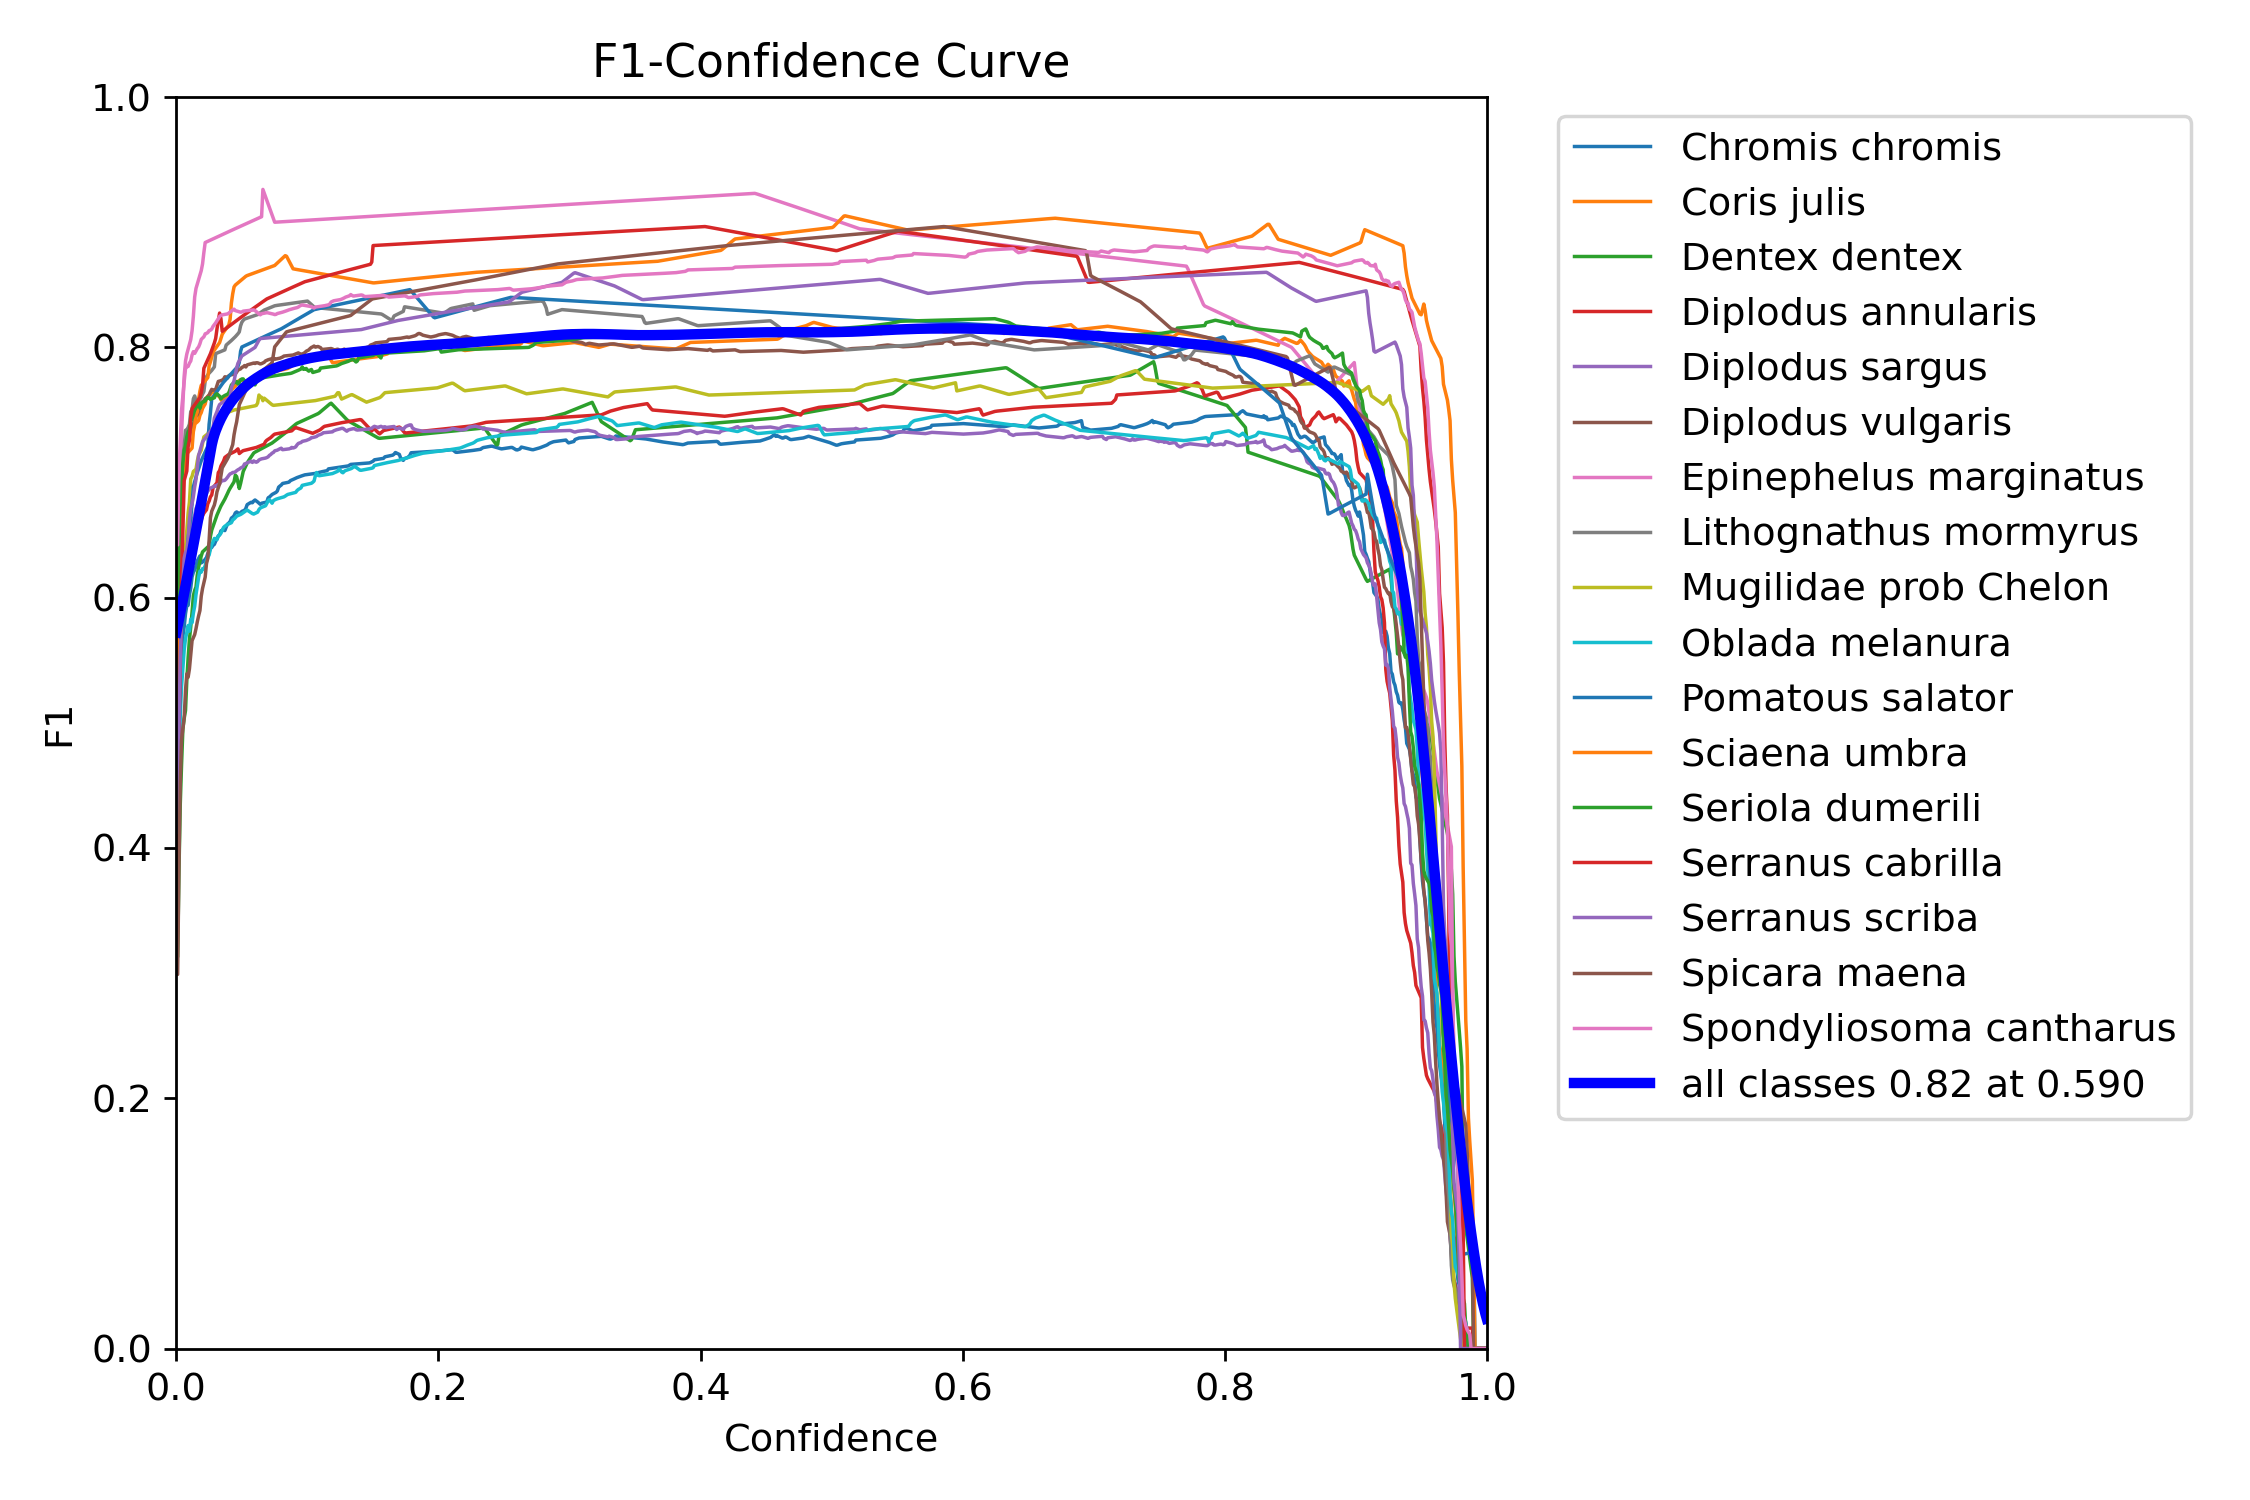 F1-Confidence Curve
1.0
0.8
0.6
0.4
0.2
0.0
F1
0.0 0.2 0.4 0.6 0.8 1.0
Confidence
Chromis chromis
Coris julis
Dentex dentex
Diplodus annularis
Diplodus sargus
Diplodus vulgaris
Epinephelus marginatus
Lithognathus mormyrus
Mugilidae prob Chelon
Oblada melanura
Pomatous salator
Sciaena umbra
Seriola dumerili
Serranus cabrilla
Serranus scriba
Spicara maena
Spondyliosoma cantharus
all classes 0.82 at 0.590